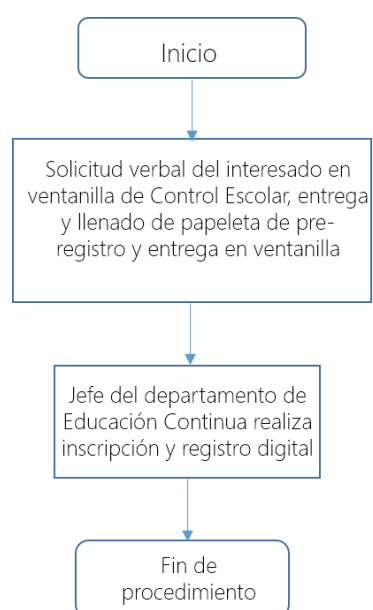 Inicio
Solicitud verbal del interesado en
ventanilla de Control Escolar, entrega
y llenado de papeleta de pre-
registro y entrega en ventanilla
Jefe del departamento de
Educación Continua realiza
inscripción y registro digital
Fin de
procedimiento